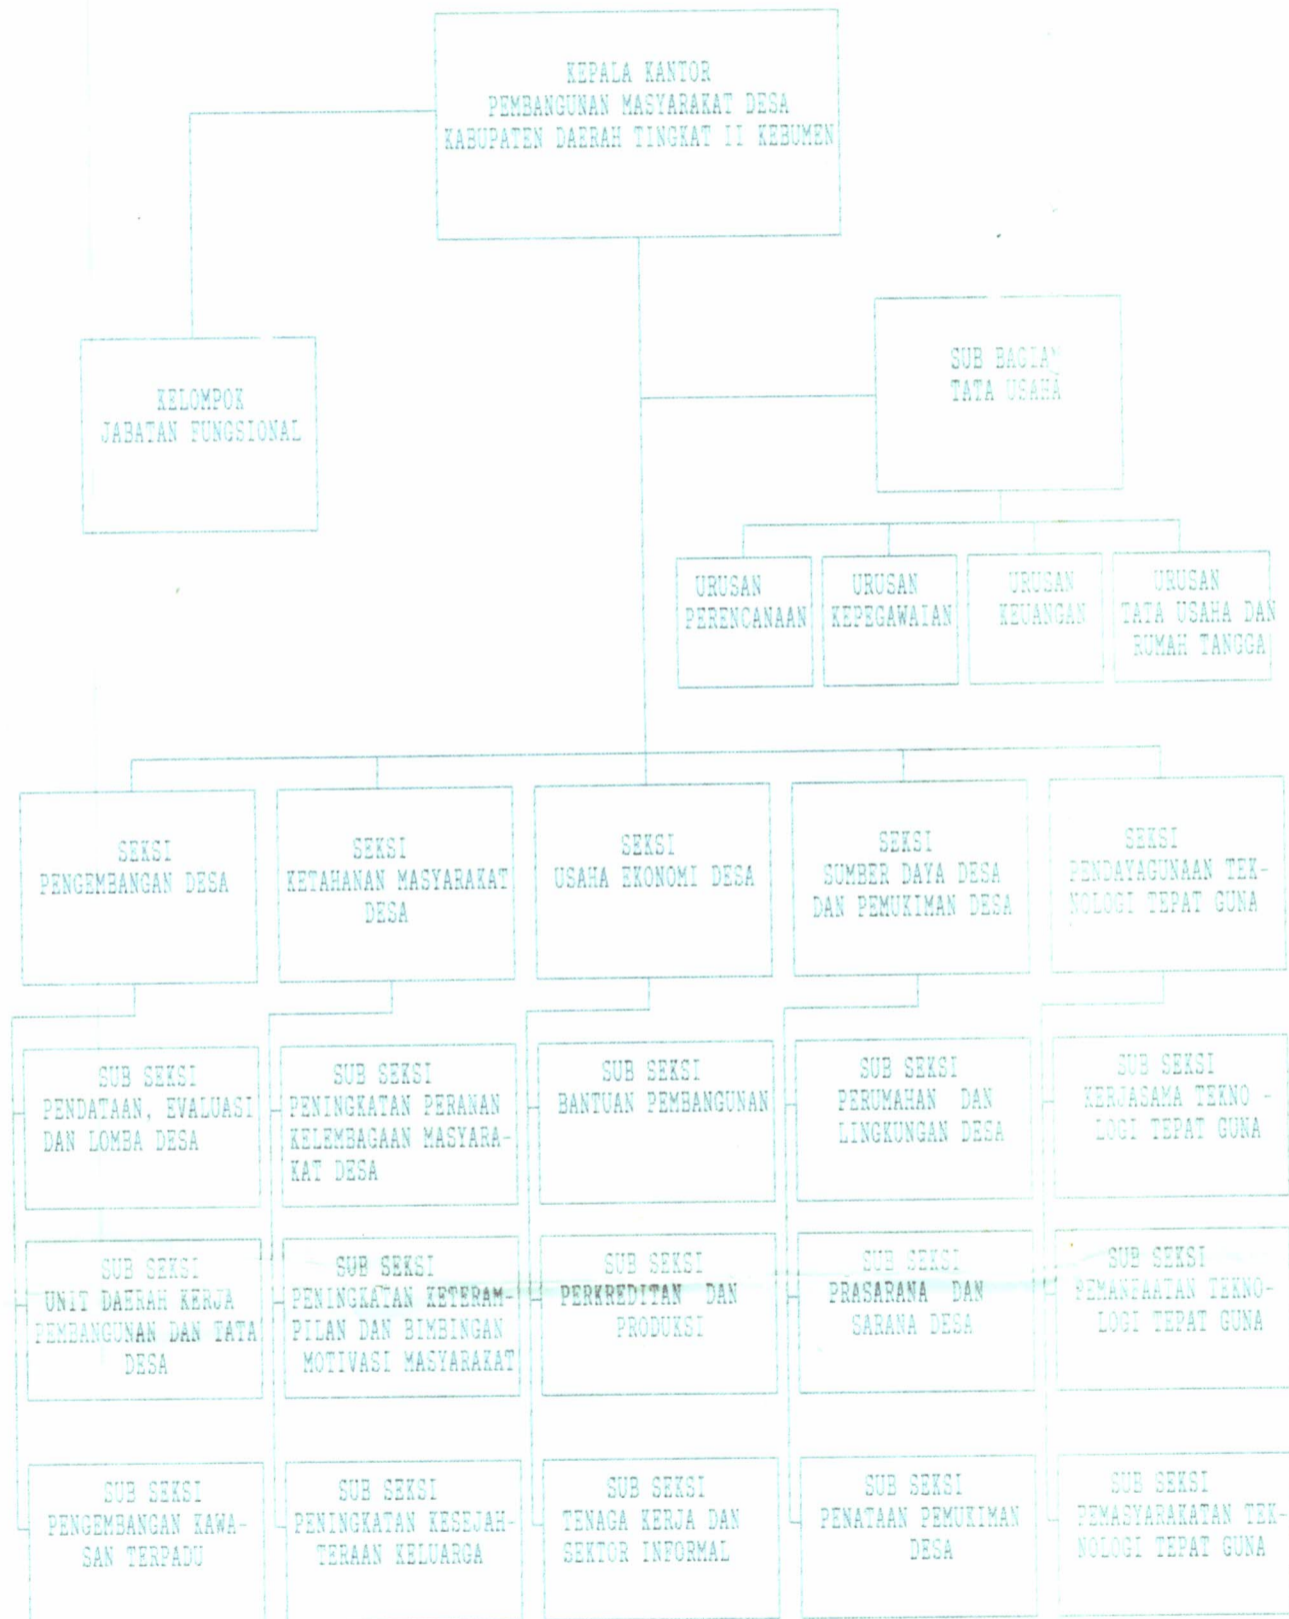 KEPALA KANTOR
PEMBANGUNAN MASYARAKAT DESA
KABUPATEN DAERAH TINGKAT II KEBUMEN
KELOMPOK
JABATAN FUNGSIONAL
SUB BAGIAN
TATA USAHA
URUSAN
PERENCANAAN
URUSAN
KEPEGAWAIAN
URUSAN
KEUANGAN
URUSAN
TATA USAHA DAN
RUMAH TANGGA
SEKSI
PENGEMBANGAN DESA
SEKSI
KETAHANAN MASYARAKAT
DESA
SEKSI
USAHA EKONOMI DESA
SEKSI
SUMBER DAYA DESA
DAN PEMUKIMAN DESA
SEKSI
PENDAYAGUNAAN TEK-
NOLOGI TEPAT GUNA
SUB SEKSI
PENDATAAN, EVALUASI
DAN LOMBA DESA
SUB SEKSI
PENINGKATAN PERANAN
KELEMBAGAAN MASYARA-
KAT DESA
SUB SEKSI
BANTUAN PEMBANGUNAN
SUB SEKSI
PERUMAHAN DAN
LINGKUNGAN DESA
SUB SEKSI
KERJASAMA TEKNO -
LOGI TEPAT GUNA
SUB SEKSI
UNIT DAERAH KERJA
PEMBANGUNAN DAN TATA
DESA
SUB SEKSI
PENINGKATAN KETERAM-
PILAN DAN BIMBINGAN
MOTIVASI MASYARAKAT
SUB SEKSI
PERKREDITAN DAN
PRODUKSI
SUB SEKSI
PRASARANA DAN
SARANA DESA
SUB SEKSI
PEMANFAATAN TEKNO-
LOGI TEPAT GUNA
SUB SEKSI
PENGEMBANGAN KAWA-
SAN TERPADU
SUB SEKSI
PENINGKATAN KESEJAH-
TERAAN KELUARGA
SUB SEKSI
TENAGA KERJA DAN
SEKTOR INFORMAL
SUB SEKSI
PENATAAN PEMUKIMAN
DESA
SUB SEKSI
PEMASYARAKATAN TEK-
NOLOGI TEPAT GUNA